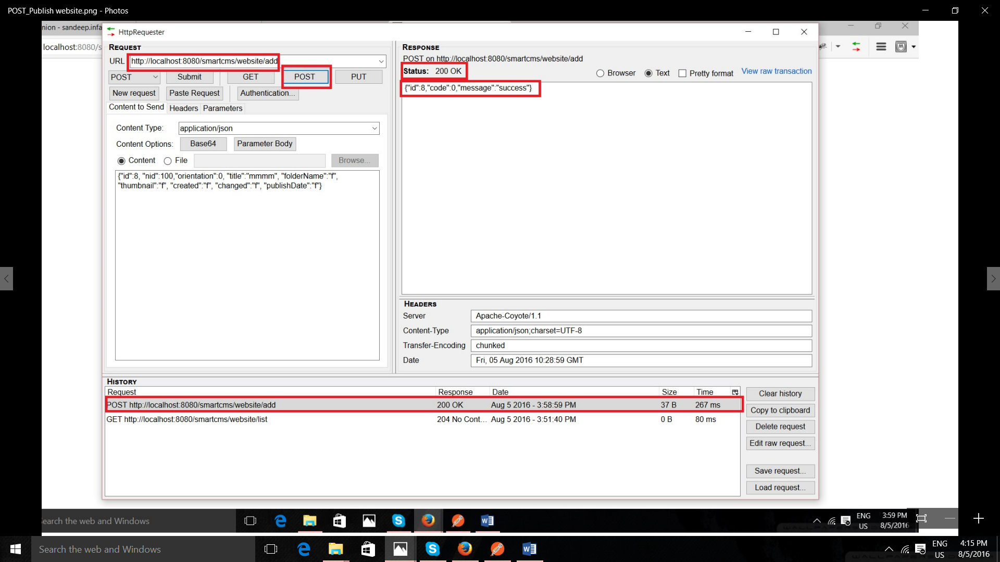 POST_Publish website.png - Photos
nion - sandeep.infa
HttpRequester
localhost:8080/s
REQUEST
URL http://localhost:8080/smartcms/website/add
POST Submit GET POST PUT
New request Paste Request Authentication...
Content to Send Headers Parameters
Content Type: application/json
Content Options: Base64 Parameter Body
Content File Browse...
{"id":8, "nid":100,"orientation":0, "title":"mmmm", "folderName":"f",
"thumbnail":"f", "created":"f", "changed":"f", "publishDate":"f"}
RESPONSE
POST on http://localhost:8080/smartcms/website/add
Status: 200 OK Browser Text Pretty format View raw transaction
{"id":8,"code":0,"message":"success"}
HEADERS
Server Apache-Coyote/1.1
Content-Type application/json;charset=UTF-8
Transfer-Encoding chunked
Date Fri, 05 Aug 2016 10:28:59 GMT
HISTORY
Request Response Date Size Time
POST http://localhost:8080/smartcms/website/add 200 OK Aug 5 2016 - 3:58:59 PM 37 B 267 ms
GET http://localhost:8080/smartcms/website/list 204 No Cont... Aug 5 2016 - 3:51:40 PM 0 B 80 ms
Clear history
Copy to clipboard
Delete request
Edit raw request...
Save request...
Load request...
Search the web and Windows
ENG
US
3:59 PM
8/5/2016
Search the web and Windows
ENG
US
4:15 PM
8/5/2016